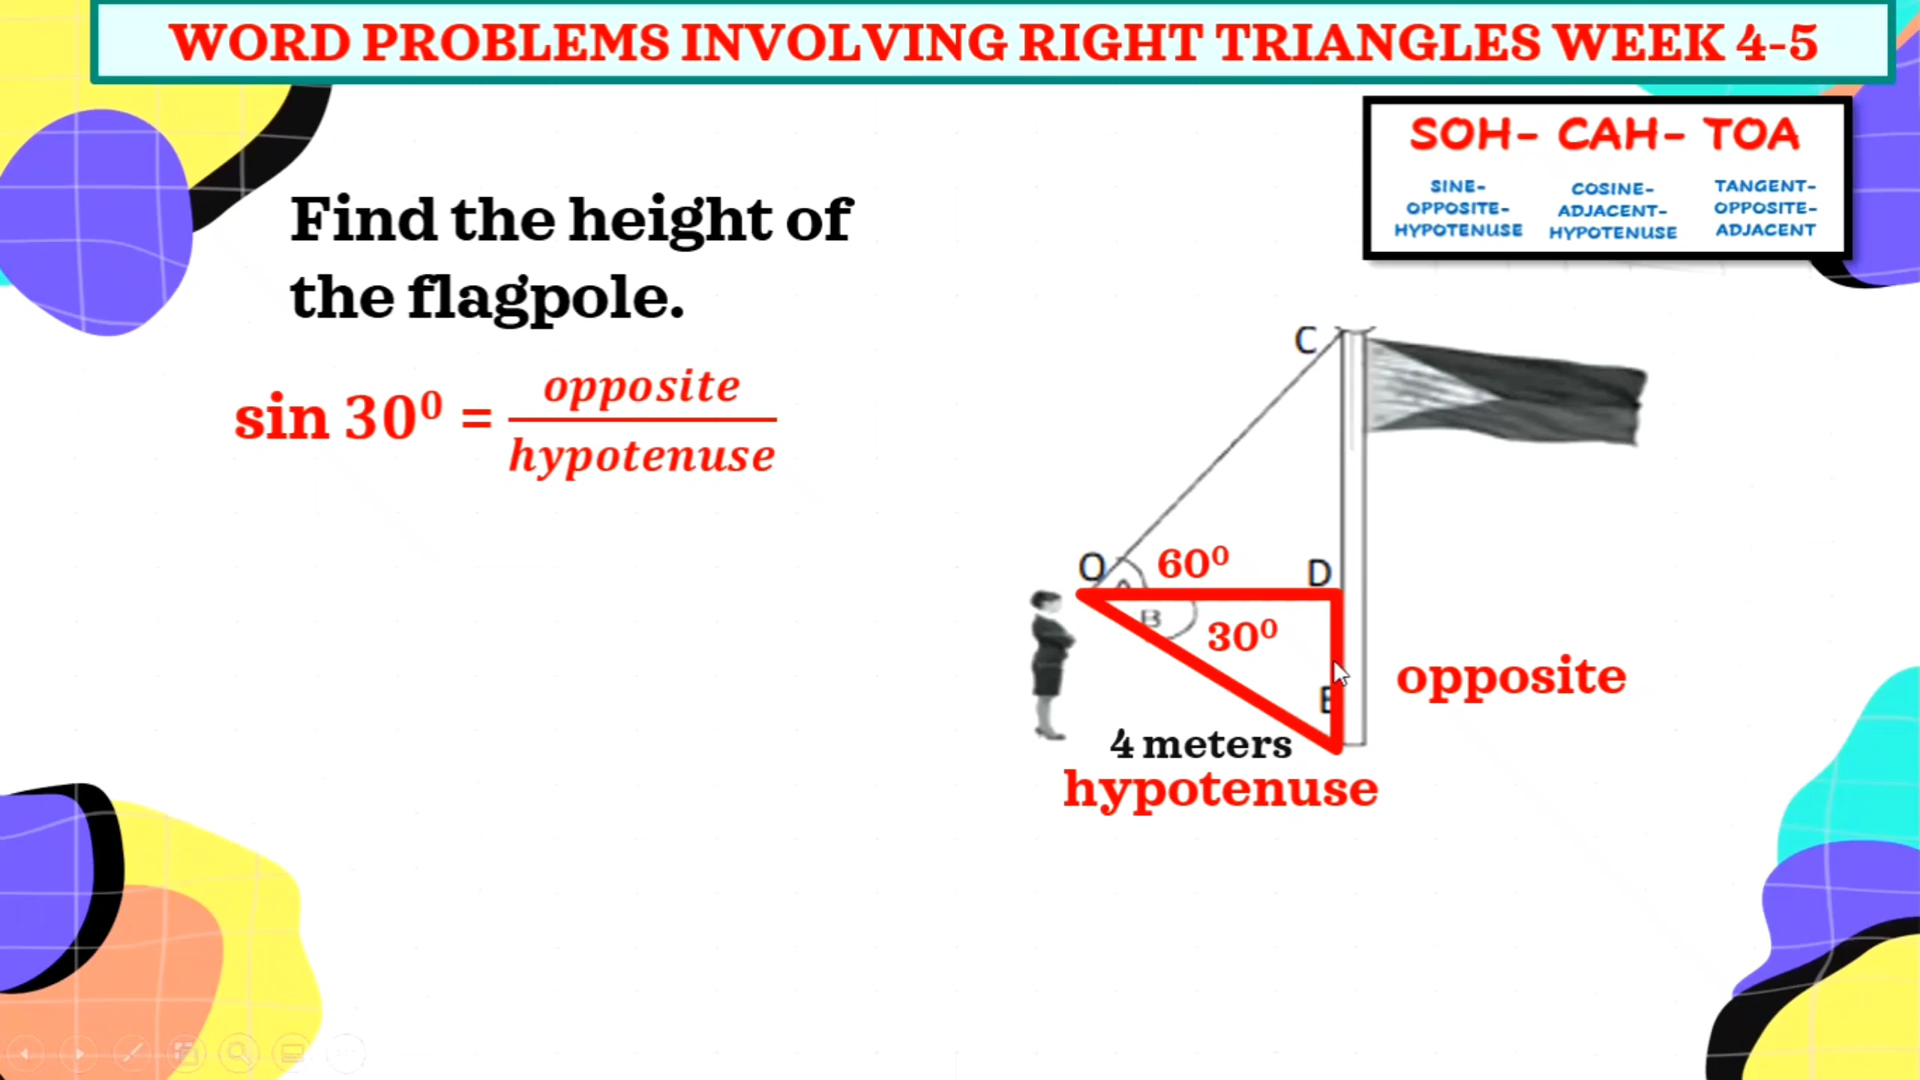 WORD PROBLEMS INVOLVING RIGHT TRIANGLES WEEK 4-5
SOH- CAH- TOA
SINE-
OPPOSITE-
HYPOTENUSE
COSINE-
ADJACENT-
HYPOTENUSE
TANGENT-
OPPOSITE-
ADJACENT
Find the height of
the flagpole.
sin 30⁰ = opposite
hypotenuse
C
O
60⁰
D
A
B
30⁰
E
opposite
4 meters
hypotenuse